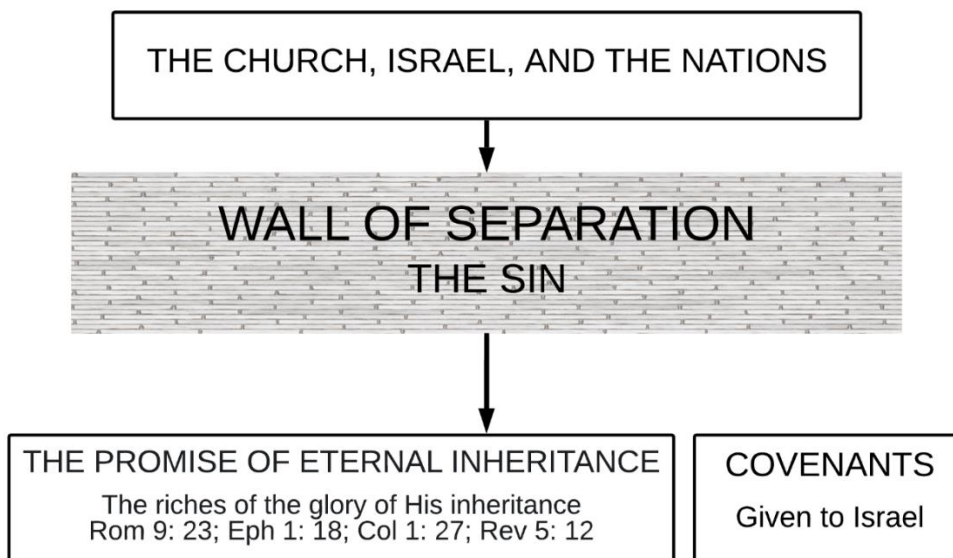 THE CHURCH, ISRAEL, AND THE NATIONS
WALL OF SEPARATION
THE SIN
THE PROMISE OF ETERNAL INHERITANCE
The riches of the glory of His inheritance
Rom 9: 23; Eph 1: 18; Col 1: 27; Rev 5: 12
COVENANTS
Given to Israel